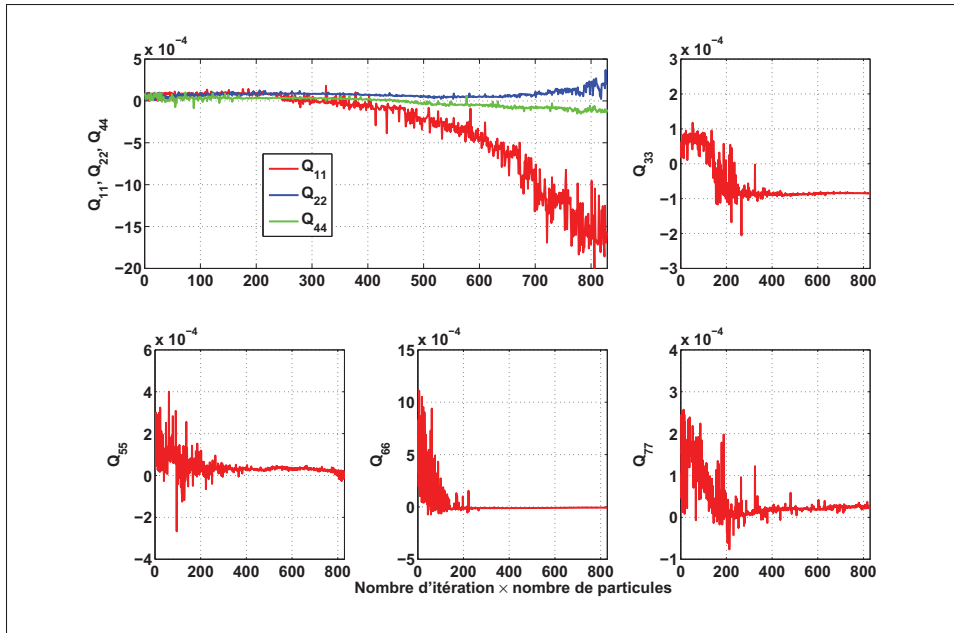 x 10⁻⁴
5
0
−5
−10
−15
−20
0 100 200 300 400 500 600 700 800
Q₁₁, Q₂₂, Q₄₄
Q₁₁
Q₂₂
Q₄₄
x 10⁻⁴
3
2
1
0
−1
−2
−3
0 200 400 600 800
Q₃₃
x 10⁻⁴
6
4
2
0
−2
−4
0 200 400 600 800
Q₅₅
x 10⁻⁴
15
10
5
0
−5
0 200 400 600 800
Q₆₆
x 10⁻⁴
4
3
2
1
0
−1
0 200 400 600 800
Q₇₇
Nombre d'itération × nombre de particules